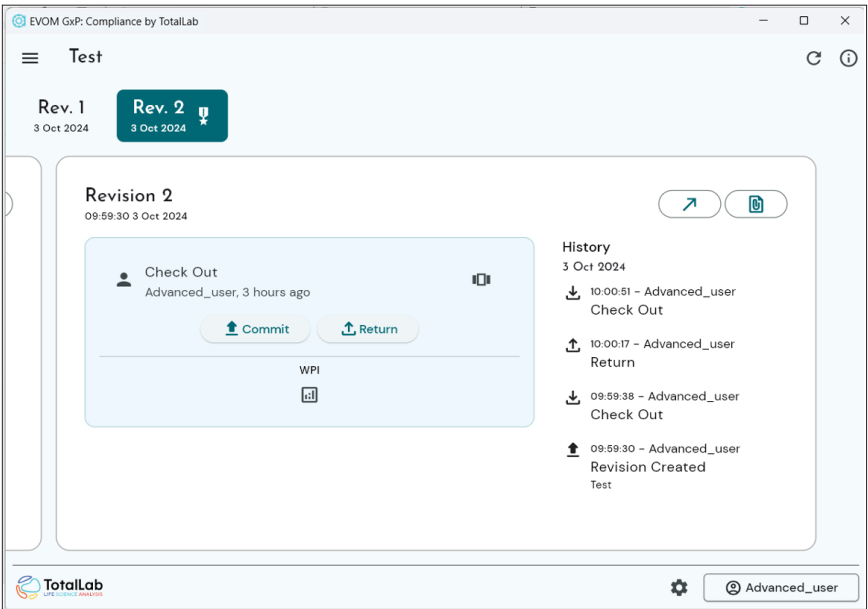 EVOM GxP: Compliance by TotalLab
Test
Rev. 1
3 Oct 2024
Rev. 2
3 Oct 2024
Revision 2
09:59:30 3 Oct 2024
Check Out
Advanced_user, 3 hours ago
Commit
Return
WPI
History
3 Oct 2024
10:00:51 - Advanced_user
Check Out
10:00:17 - Advanced_user
Return
09:59:38 - Advanced_user
Check Out
09:59:30 - Advanced_user
Revision Created
Test
TotalLab
LIFE SCIENCE ANALYSIS
Advanced_user